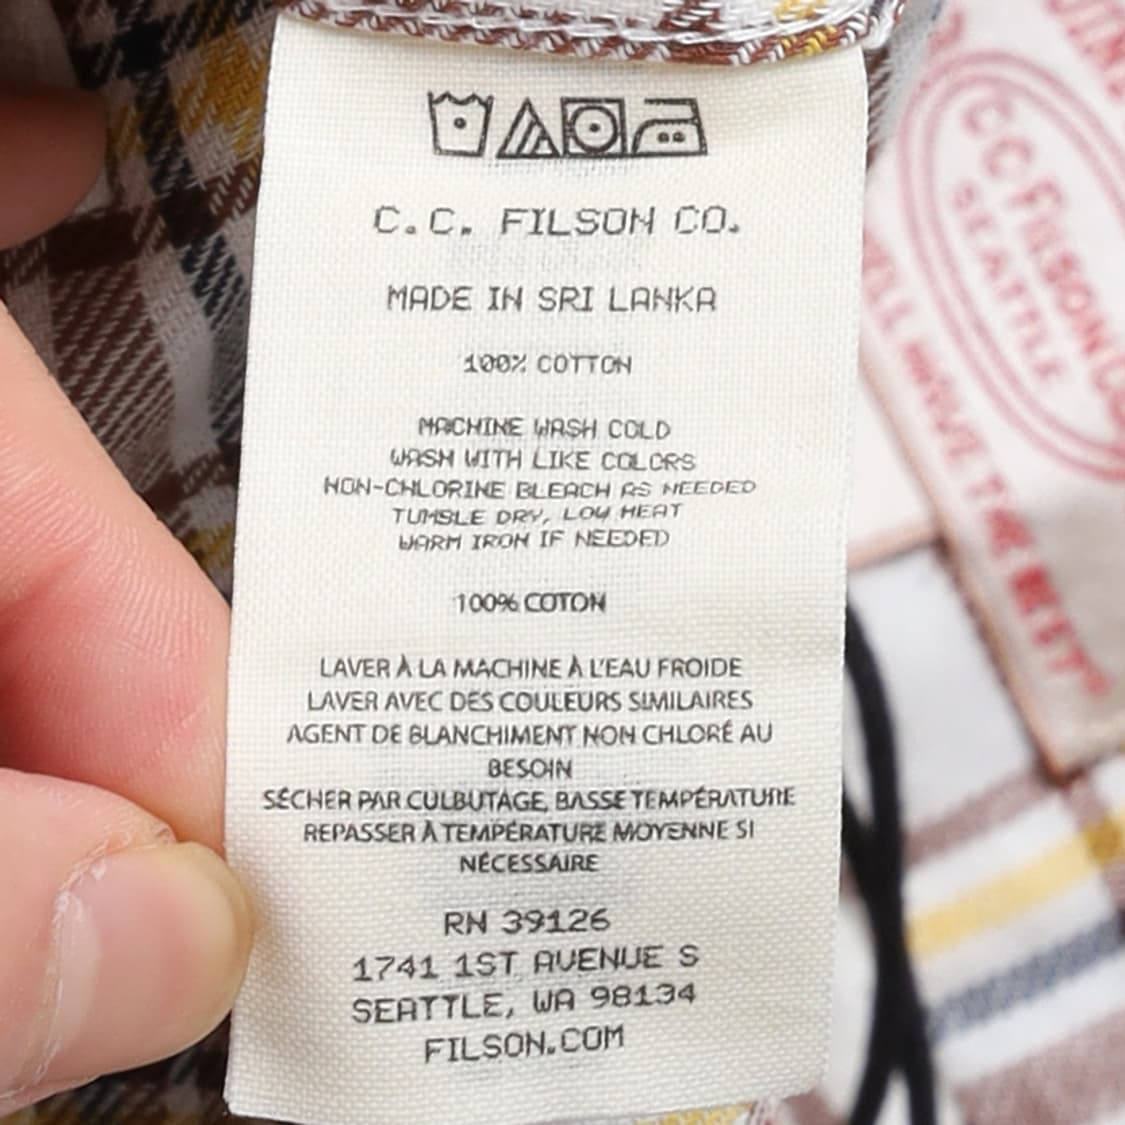 C.C. FILSON CO.
MADE IN SRI LANKA
100% COTTON
MACHINE WASH COLD
WASH WITH LIKE COLORS
NON-CHLORINE BLEACH AS NEEDED
TUMBLE DRY, LOW HEAT
WARM IRON IF NEEDED
100% COTON
LAVER À LA MACHINE À L'EAU FROIDE
LAVER AVEC DES COULEURS SIMILAIRES
AGENT DE BLANCHIMENT NON CHLORÉ AU
BESOIN
SÉCHER PAR CULBUTAGE, BASSE TEMPÉRATURE
REPASSER À TEMPÉRATURE MOYENNE SI
NÉCESSAIRE
RN 39126
1741 1ST AVENUE S
SEATTLE, WA 98134
FILSON.COM
C.C. FILSON CO
SEATTLE